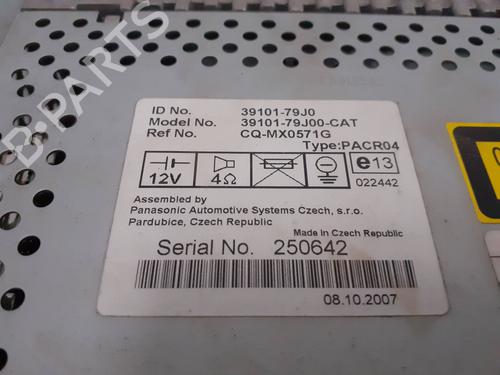 B-PARTS
ID No. 39101-79J0
Model No. 39101-79J00-CAT
Ref No. CQ-MX0571G
Type:PACR04
12V 4Ω e13
022442
Assembled by
Panasonic Automotive Systems Czech, s.r.o.
Pardubice, Czech Republic
Made in Czech Republic
Serial No. 250642
08.10.2007